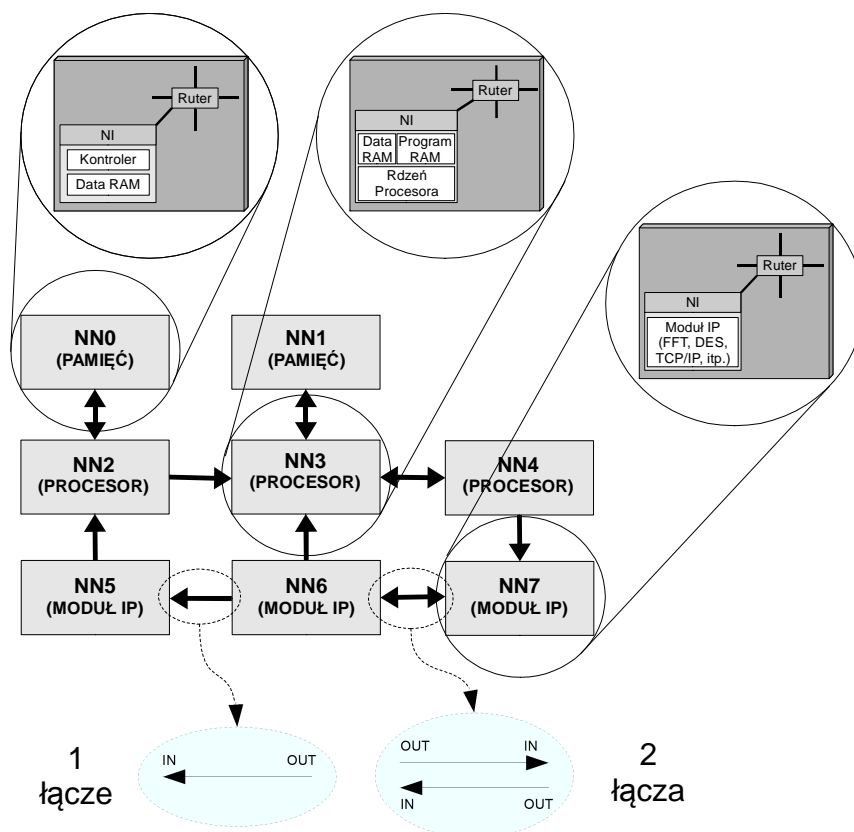 Ruter
NI
Kontroler
Data RAM
Ruter
NI
Data
RAM
Program
RAM
Rdzeń
Procesora
Ruter
NI
Moduł IP
(FFT, DES,
TCP/IP, itp.)
NN0
(PAMIĘĆ)
NN1
(PAMIĘĆ)
NN2
(PROCESOR)
NN3
(PROCESOR)
NN4
(PROCESOR)
NN5
(MODUŁ IP)
NN6
(MODUŁ IP)
NN7
(MODUŁ IP)
1
łącze
IN
OUT
OUT
IN
IN
OUT
2
łącza